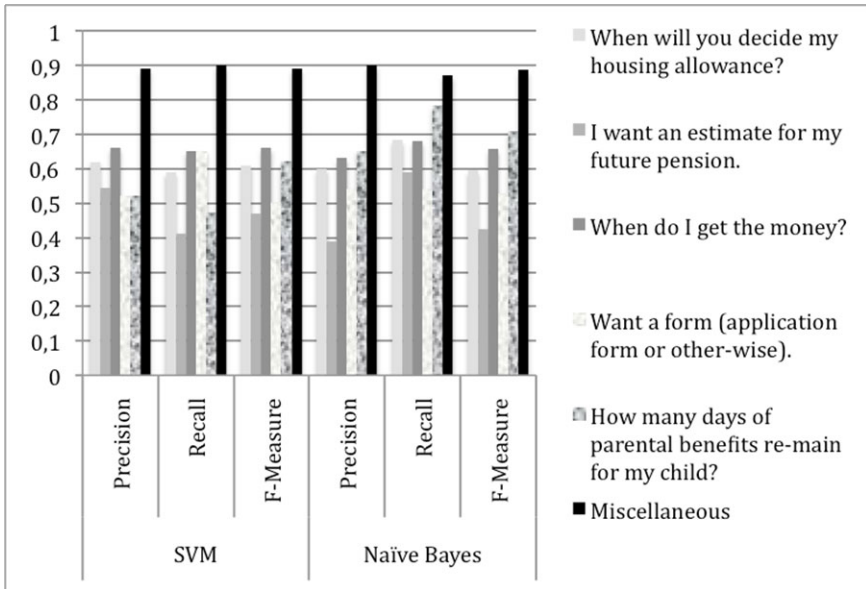 1
0,9
0,8
0,7
0,6
0,5
0,4
0,3
0,2
0,1
0
Precision
Recall
F-Measure
Precision
Recall
F-Measure
SVM
Naïve Bayes
When will you decide my
housing allowance?
I want an estimate for my
future pension.
When do I get the money?
Want a form (application
form or other-wise).
How many days of
parental benefits re-main
for my child?
Miscellaneous